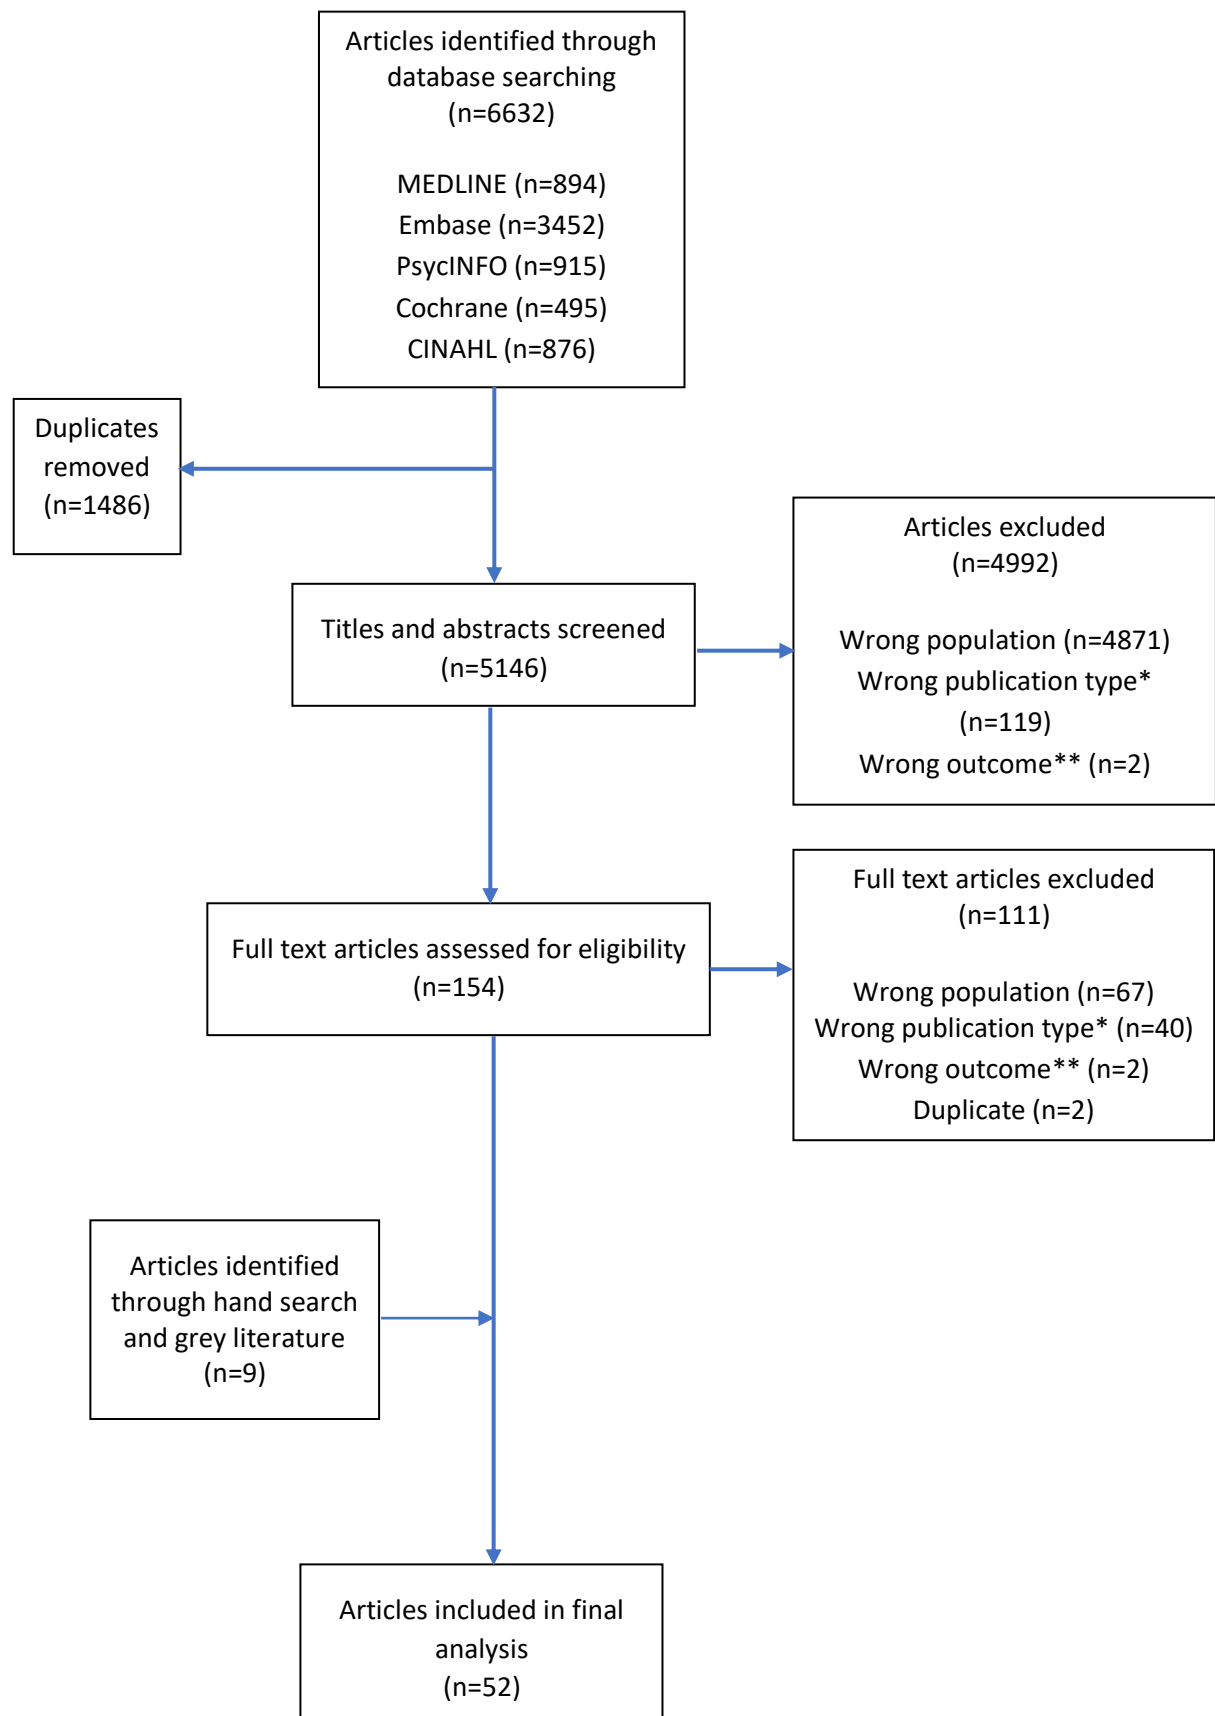 Articles identified through
database searching
(n=6632)
MEDLINE (n=894)
Embase (n=3452)
PsycINFO (n=915)
Cochrane (n=495)
CINAHL (n=876)
Duplicates
removed
(n=1486)
Titles and abstracts screened
(n=5146)
Articles excluded
(n=4992)
Wrong population (n=4871)
Wrong publication type*
(n=119)
Wrong outcome** (n=2)
Full text articles assessed for eligibility
(n=154)
Full text articles excluded
(n=111)
Wrong population (n=67)
Wrong publication type* (n=40)
Wrong outcome** (n=2)
Duplicate (n=2)
Articles identified
through hand search
and grey literature
(n=9)
Articles included in final
analysis
(n=52)